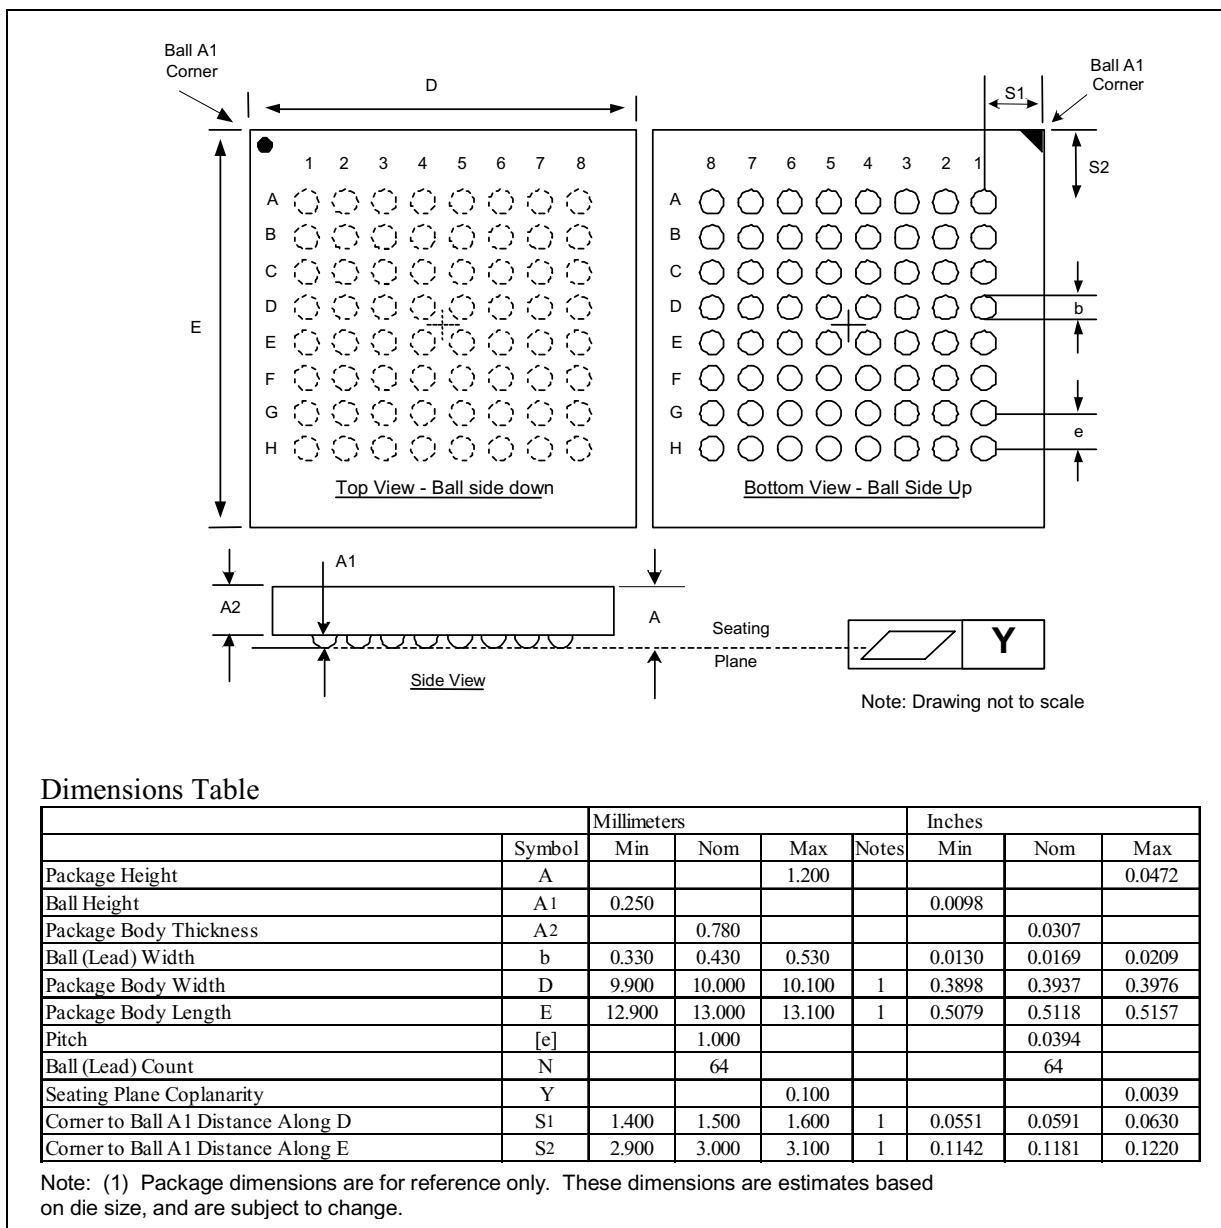 Ball A1
Corner
D
S1
Ball A1
Corner
S2
1 2 3 4 5 6 7 8
8 7 6 5 4 3 2 1
A
B
C
D
E
F
G
H
E
A
B
C
D
E
F
G
H
b
e
Top View - Ball side down
Bottom View - Ball Side Up
A1
A2
A
Seating
Plane
Y
Side View
Note: Drawing not to scale
Dimensions Table
Millimeters Inches
Symbol Min Nom Max Notes Min Nom Max
Package Height A 1.200 0.0472
Ball Height A1 0.250 0.0098
Package Body Thickness A2 0.780 0.0307
Ball (Lead) Width b 0.330 0.430 0.530 0.0130 0.0169 0.0209
Package Body Width D 9.900 10.000 10.100 1 0.3898 0.3937 0.3976
Package Body Length E 12.900 13.000 13.100 1 0.5079 0.5118 0.5157
Pitch [e] 1.000 0.0394
Ball (Lead) Count N 64 64
Seating Plane Coplanarity Y 0.100 0.0039
Corner to Ball A1 Distance Along D S1 1.400 1.500 1.600 1 0.0551 0.0591 0.0630
Corner to Ball A1 Distance Along E S2 2.900 3.000 3.100 1 0.1142 0.1181 0.1220
Note: (1) Package dimensions are for reference only. These dimensions are estimates based
on die size, and are subject to change.